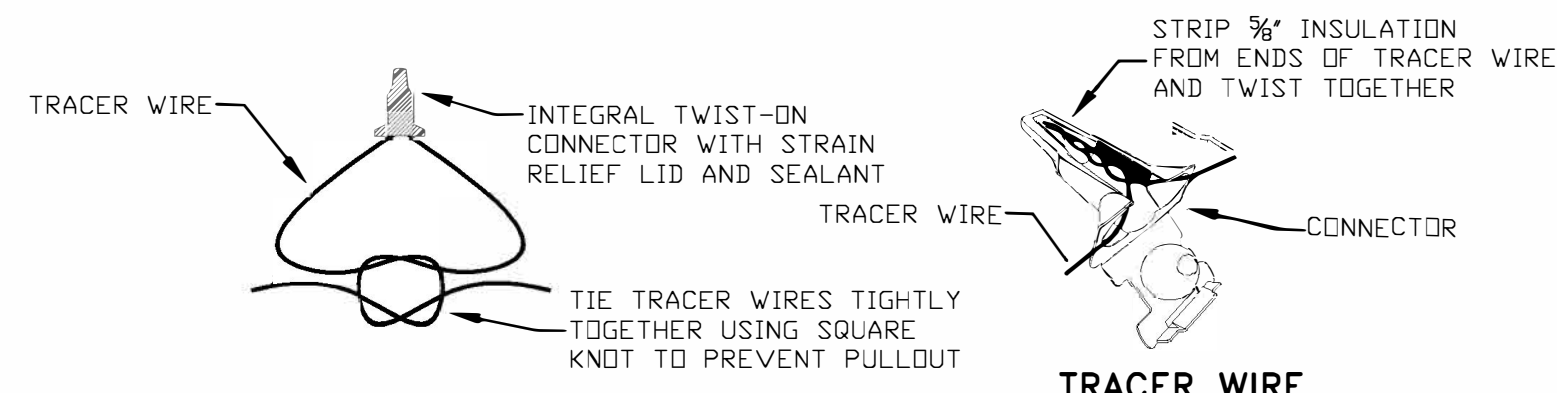 TRACER WIRE
INTEGRAL TWIST-ON
CONNECTOR WITH STRAIN
RELIEF LID AND SEALANT
TIE TRACER WIRES TIGHTLY
TOGETHER USING SQUARE
KNOT TO PREVENT PULLOUT
STRIP ⅝" INSULATION
FROM ENDS OF TRACER WIRE
AND TWIST TOGETHER
TRACER WIRE
CONNECTOR
TRACER WIRE